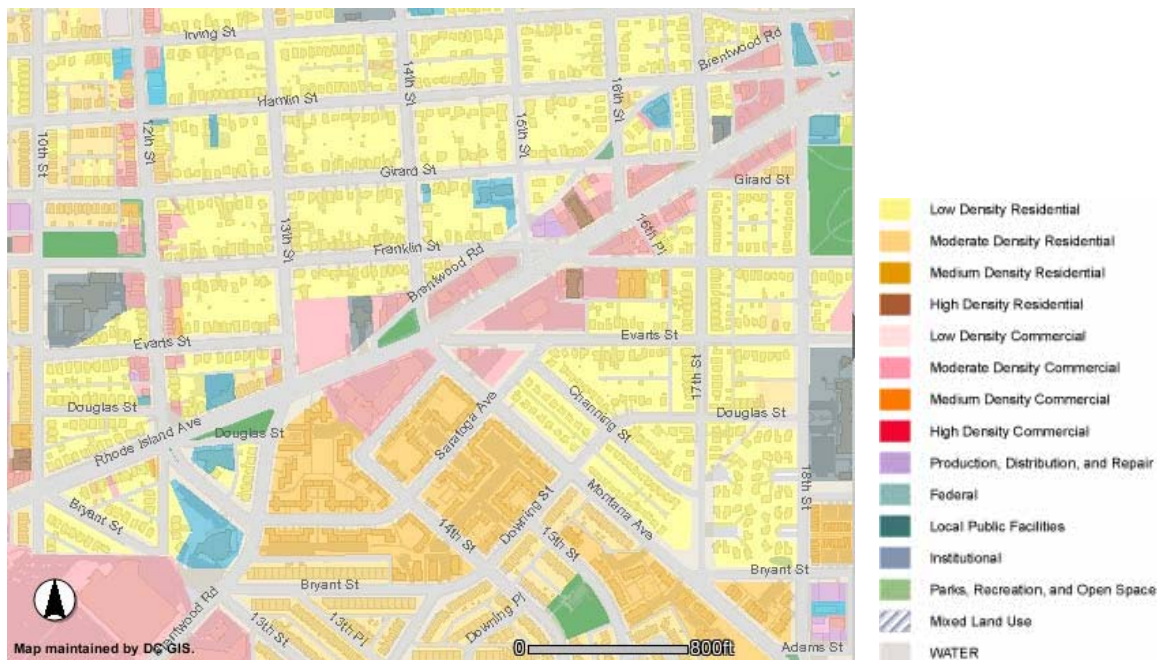 Irving St
Brentwood Rd
14th St
16th St
Hamlin St
15th St
10th St
12th St
Girard St
Girard St
13th St
Franklin St
Brentwood Rd
16th Pl
Evarts St
Evarts St
17th St
Douglas St
Channing St
Douglas St
Rhode Island Ave
Douglas St
Saratoga Ave
18th St
Bryant St
14th St
Downing St
Montana Ave
15th St
Bryant St
Bryant St
Brentwood Rd
13th St
13th Pl
Downing Pl
Adams St
Map maintained by DC GIS.
0
800ft
Low Density Residential
Moderate Density Residential
Medium Density Residential
High Density Residential
Low Density Commercial
Moderate Density Commercial
Medium Density Commercial
High Density Commercial
Production, Distribution, and Repair
Federal
Local Public Facilities
Institutional
Parks, Recreation, and Open Space
Mixed Land Use
WATER